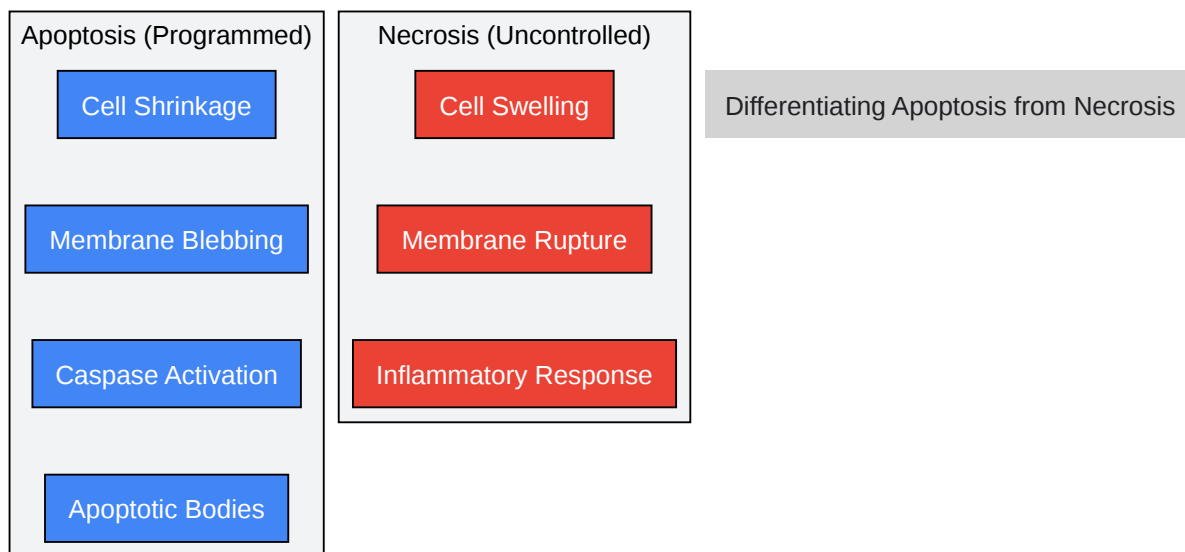 Apoptosis (Programmed)
Cell Shrinkage
Membrane Blebbing
Caspase Activation
Apoptotic Bodies
Necrosis (Uncontrolled)
Cell Swelling
Membrane Rupture
Inflammatory Response
Differentiating Apoptosis from Necrosis